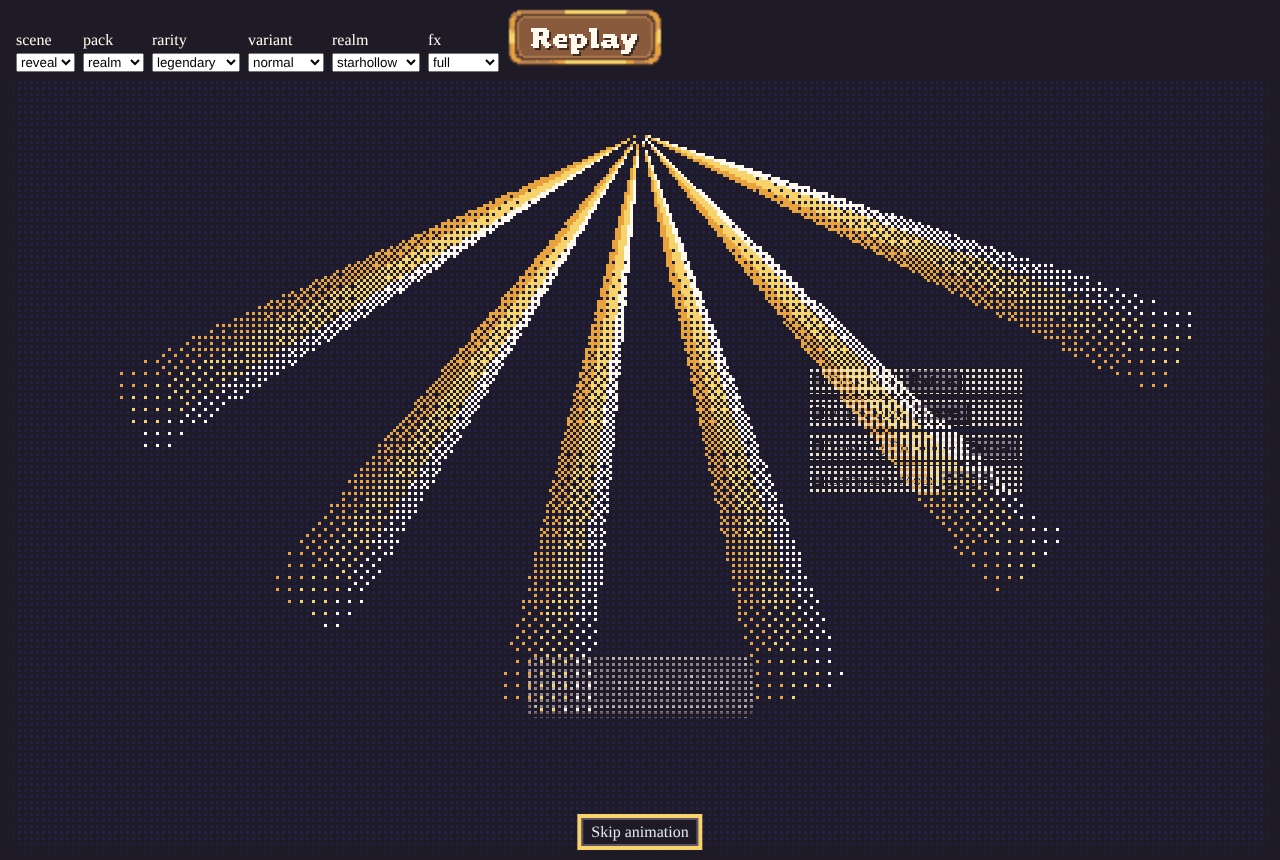 scene pack rarity variant realm fx
reveal realm legendary normal starhollow full
Replay
Skip animation